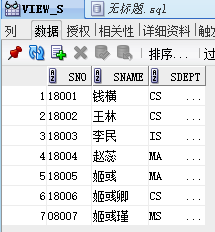 VIEW_S 无标题.sql
列 数据 授权 相关性 详细资料 触
排序... 过
SNO SNAME SDEPT
1 18001 钱横 CS ...
2 18002 王林 CS ...
3 18003 李民 IS ...
4 18004 赵蕊 MA ...
5 18005 姬彧 MA ...
6 18006 姬彧卿 CS ...
7 08007 姬彧瑾 MS ...